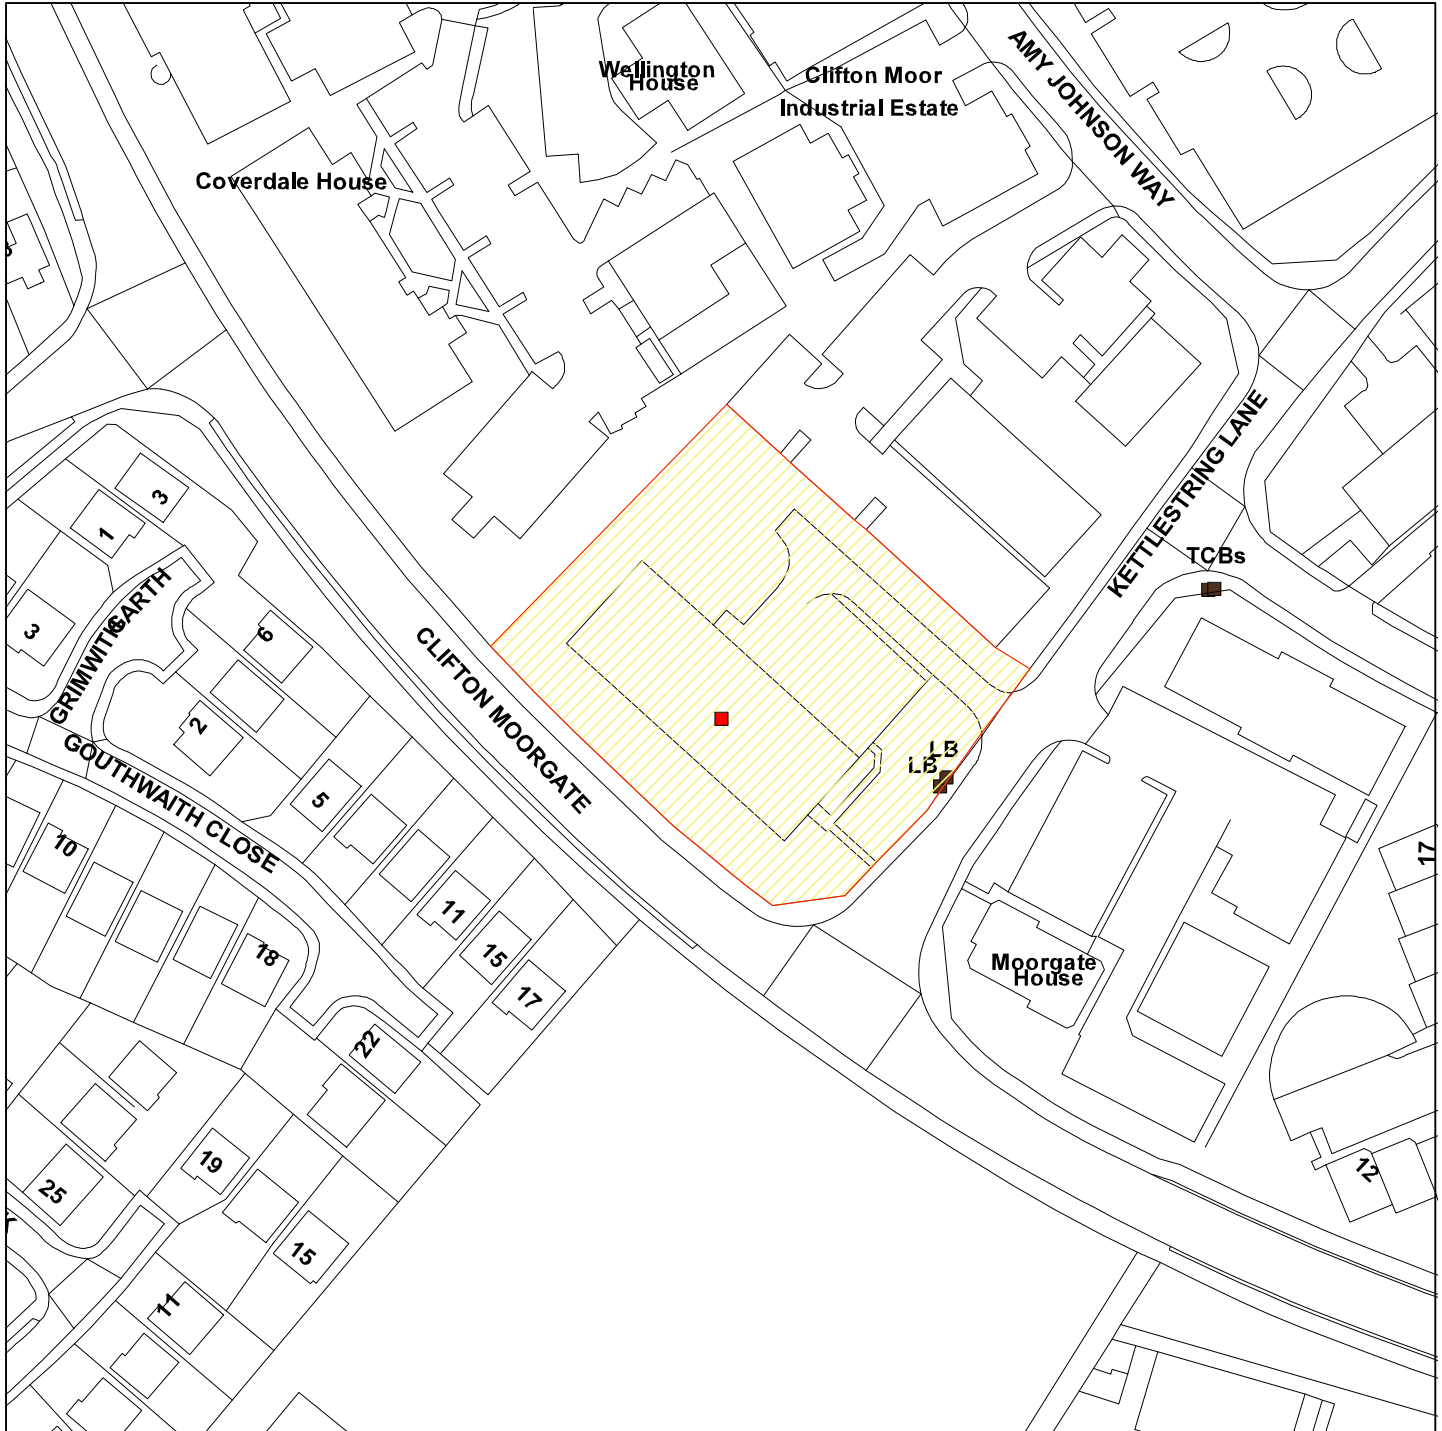 Wellington
House
Clifton Moor
Industrial Estate
AMY JOHNSON WAY
Coverdale House
KETTLESTRING LANE
TCBs
3
1
3
GRIMWITH
GARTH
6
2
CLIFTON MOORGATE
GOUTHWAITH CLOSE
LB
LB
5
10
11
15
17
18
22
17
Moorgate
House
19
25
15
12
11